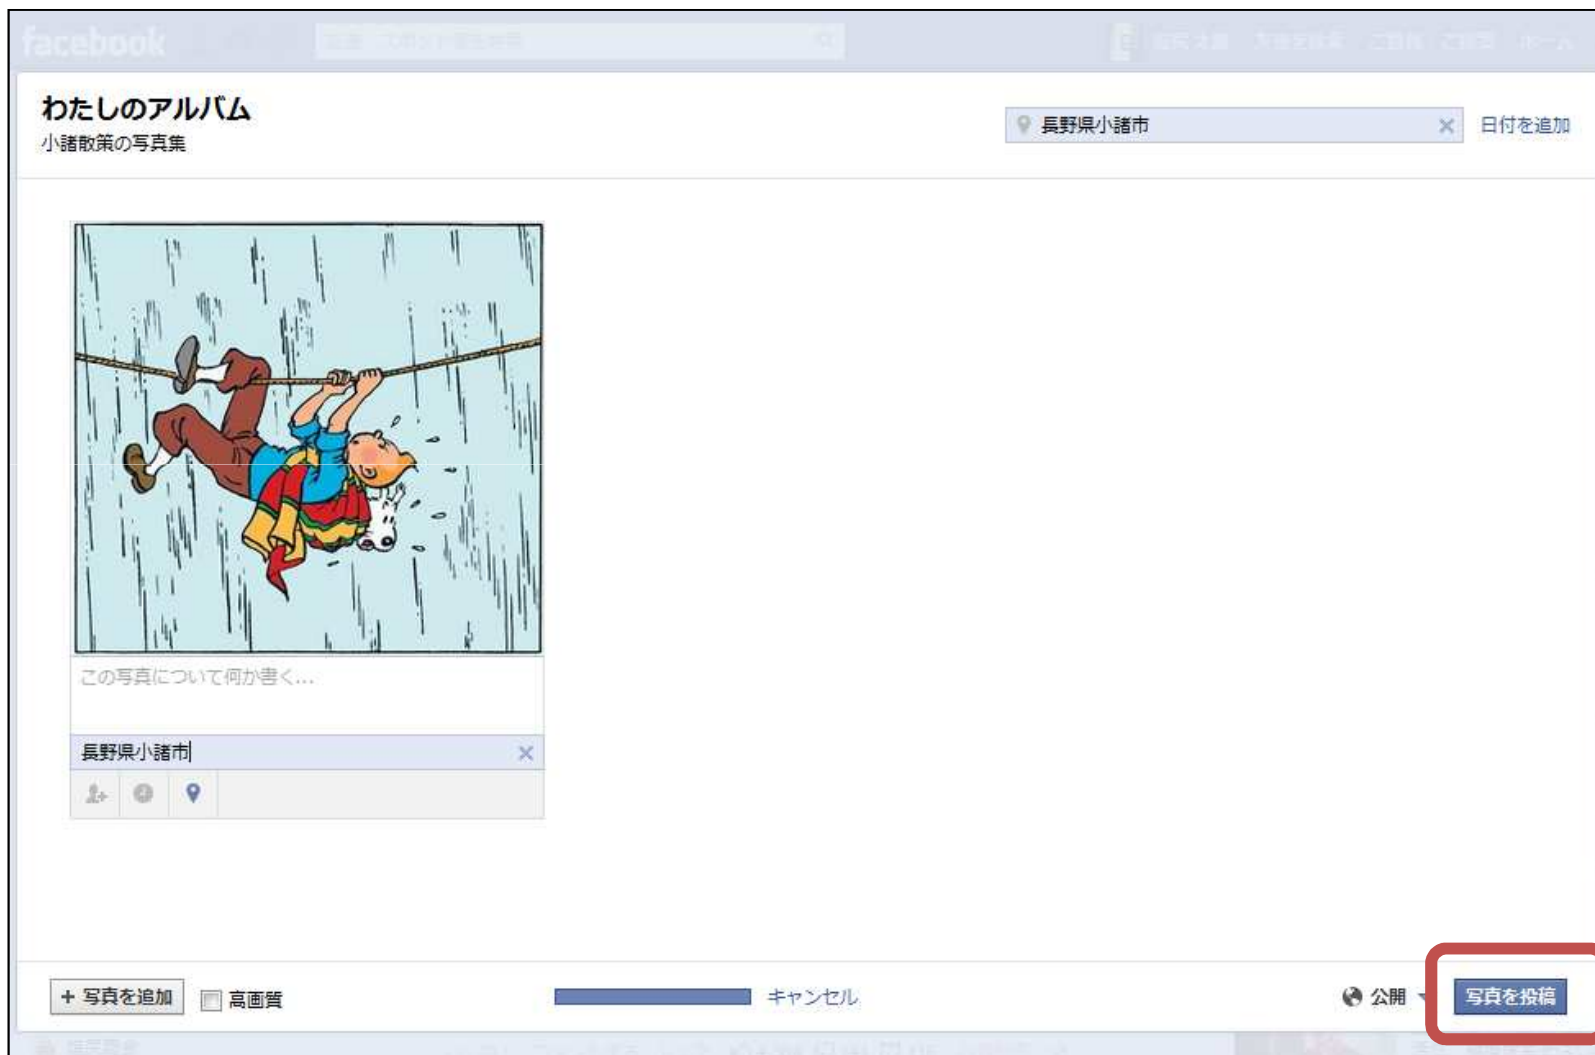 facebook
わたしのアルバム
小諸散策の写真集
長野県小諸市
日付を追加
この写真について何か書く...
長野県小諸市
+ 写真を追加
高画質
キャンセル
公開
写真を投稿